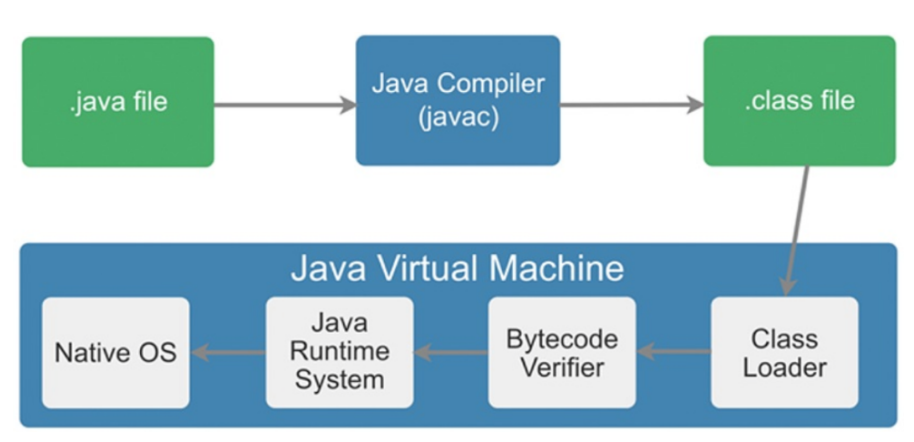 .java file
Java Compiler
(javac)
.class file
Java Virtual Machine
Native OS
Java
Runtime
System
Bytecode
Verifier
Class
Loader